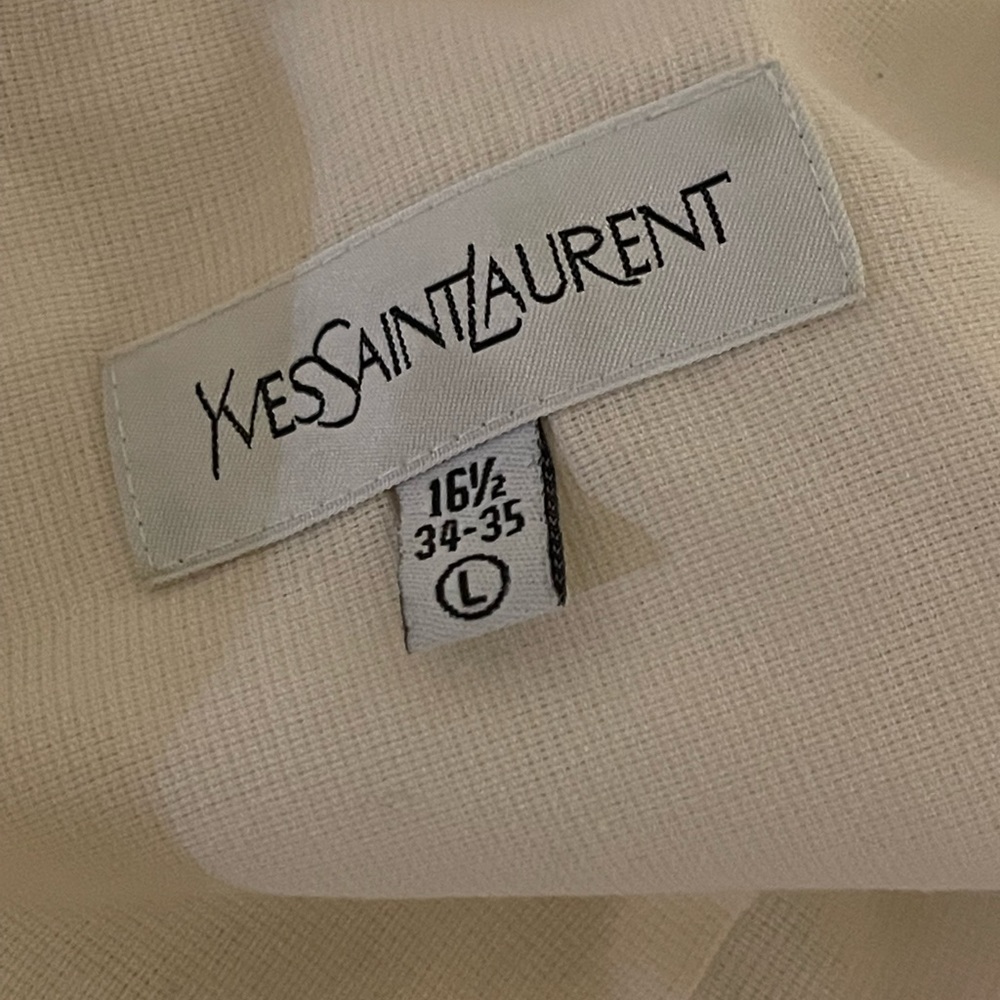 YVESSAINTLAURENT
16½
34-35
L